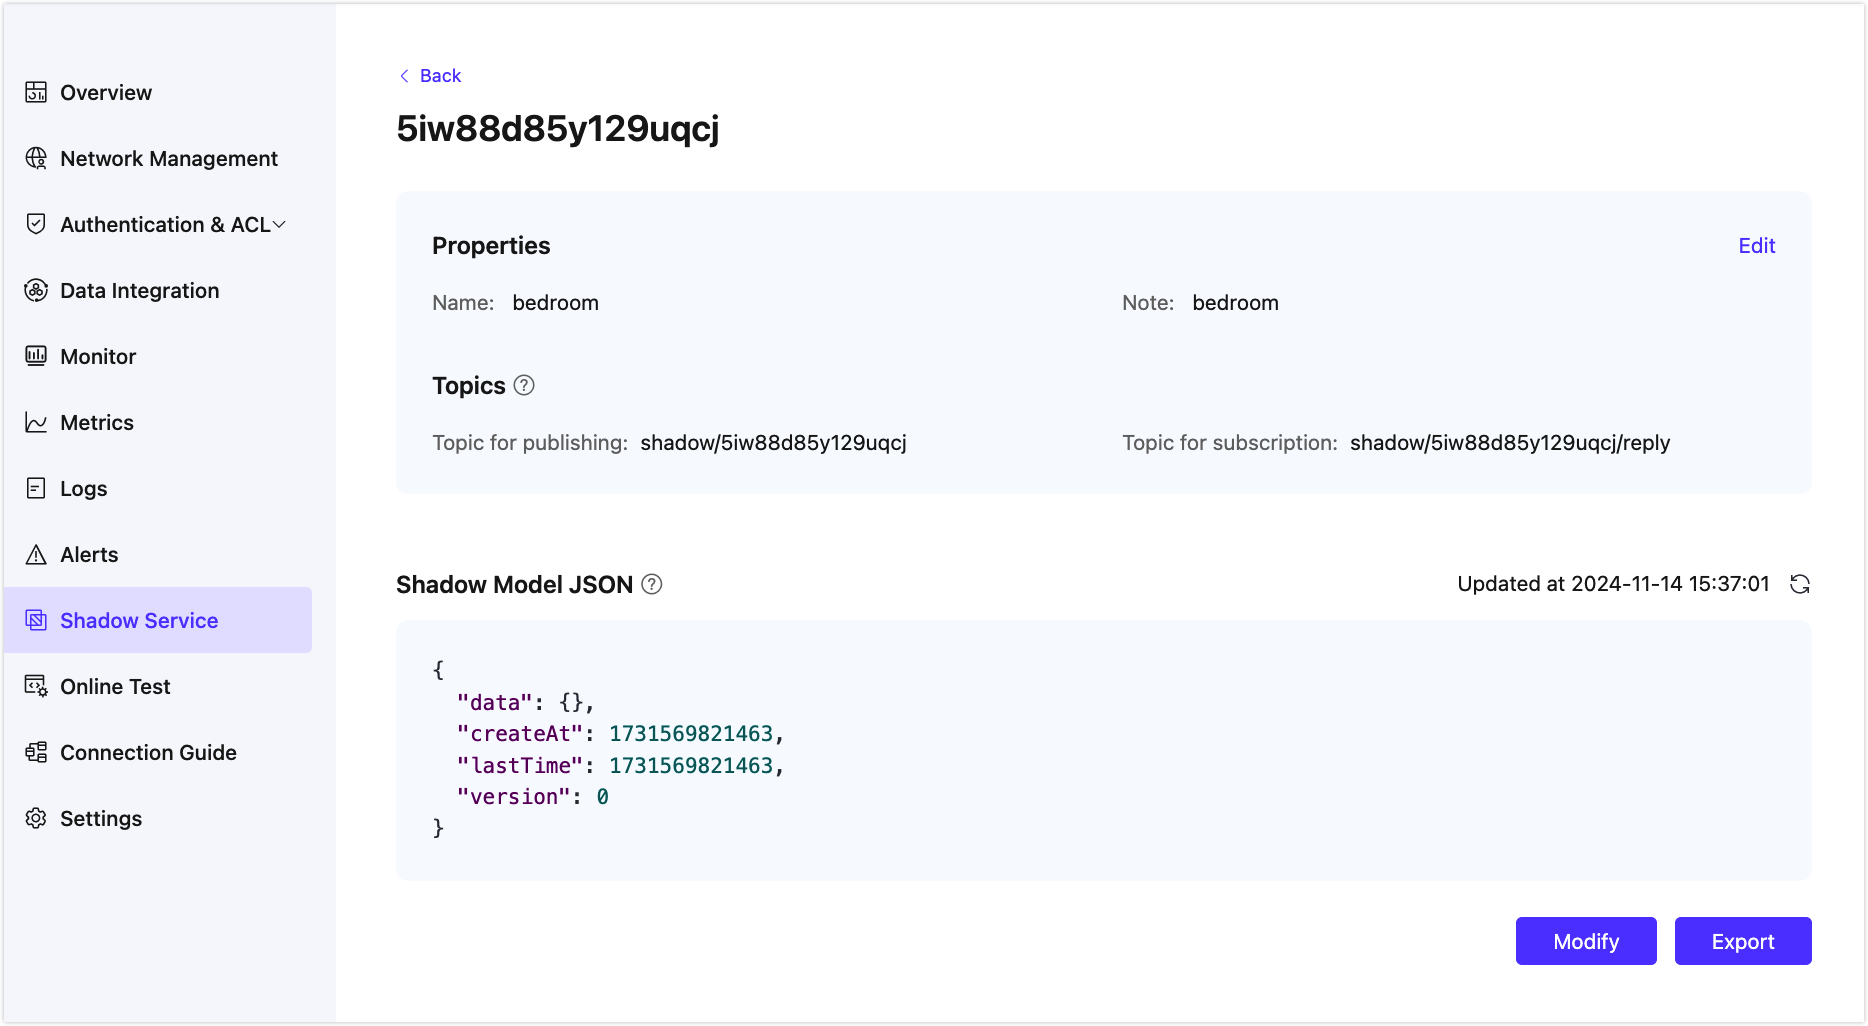 Overview
Network Management
Authentication & ACL
Data Integration
Monitor
Metrics
Logs
Alerts
Shadow Service
Online Test
Connection Guide
Settings
Back
5iw88d85y129uqcj
Properties
Edit
Name: bedroom
Note: bedroom
Topics
Topic for publishing: shadow/5iw88d85y129uqcj
Topic for subscription: shadow/5iw88d85y129uqcj/reply
Shadow Model JSON
Updated at 2024-11-14 15:37:01
{
"data": {},
"createAt": 1731569821463,
"lastTime": 1731569821463,
"version": 0
}
Modify
Export